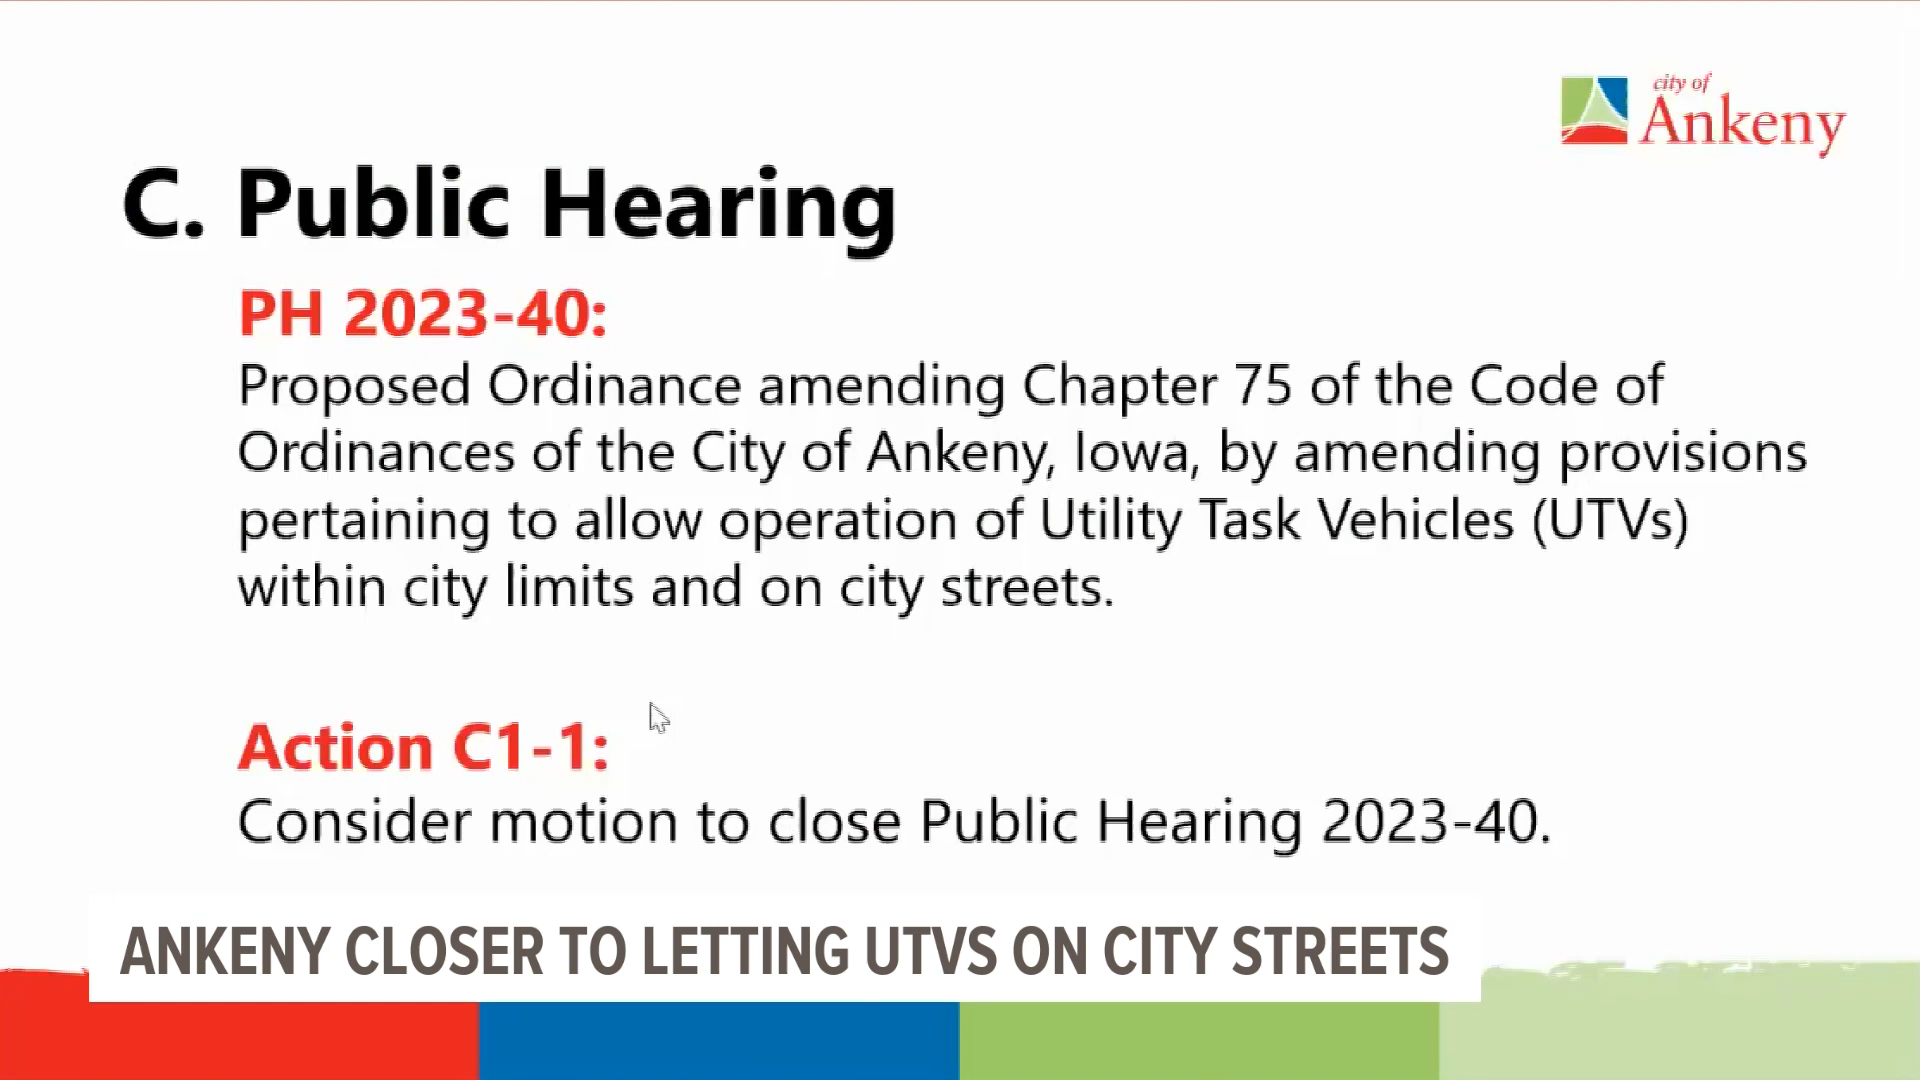 city of
Ankeny
C. Public Hearing
PH 2023-40:
Proposed Ordinance amending Chapter 75 of the Code of
Ordinances of the City of Ankeny, Iowa, by amending provisions
pertaining to allow operation of Utility Task Vehicles (UTVs)
within city limits and on city streets.
Action C1-1:
Consider motion to close Public Hearing 2023-40.
ANKENY CLOSER TO LETTING UTVS ON CITY STREETS